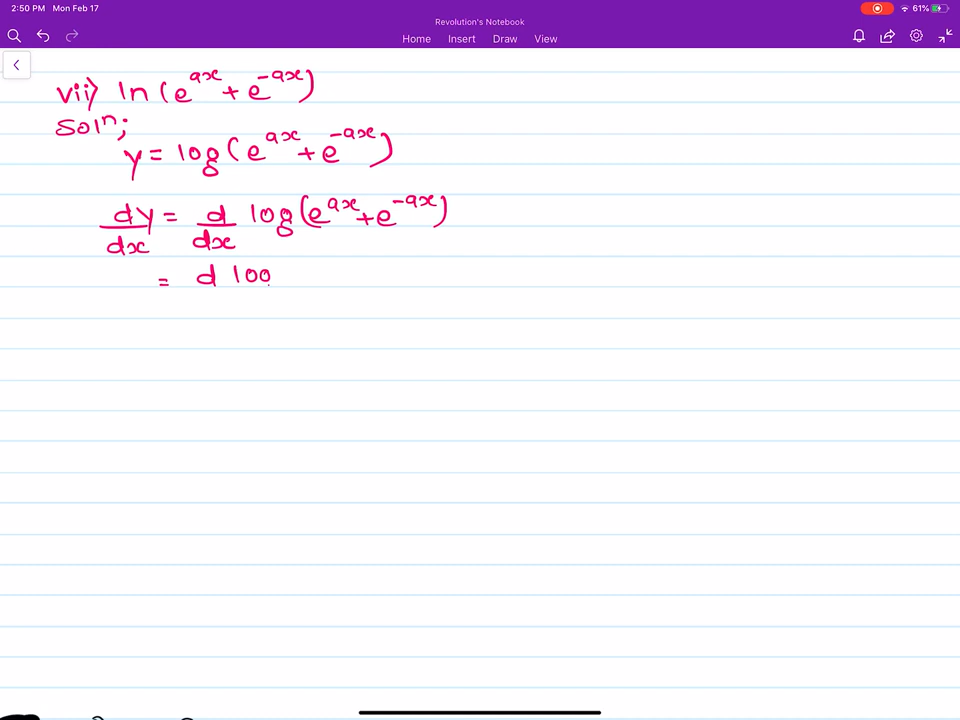 2:50 PM Mon Feb 17
61%
Revolution's Notebook
Home Insert Draw View
vii) ln (e^ax + e^-ax)
Solⁿ;
y = log(e^ax + e^-ax)
dy/dx = d/dx log(e^ax + e^-ax)
= d log